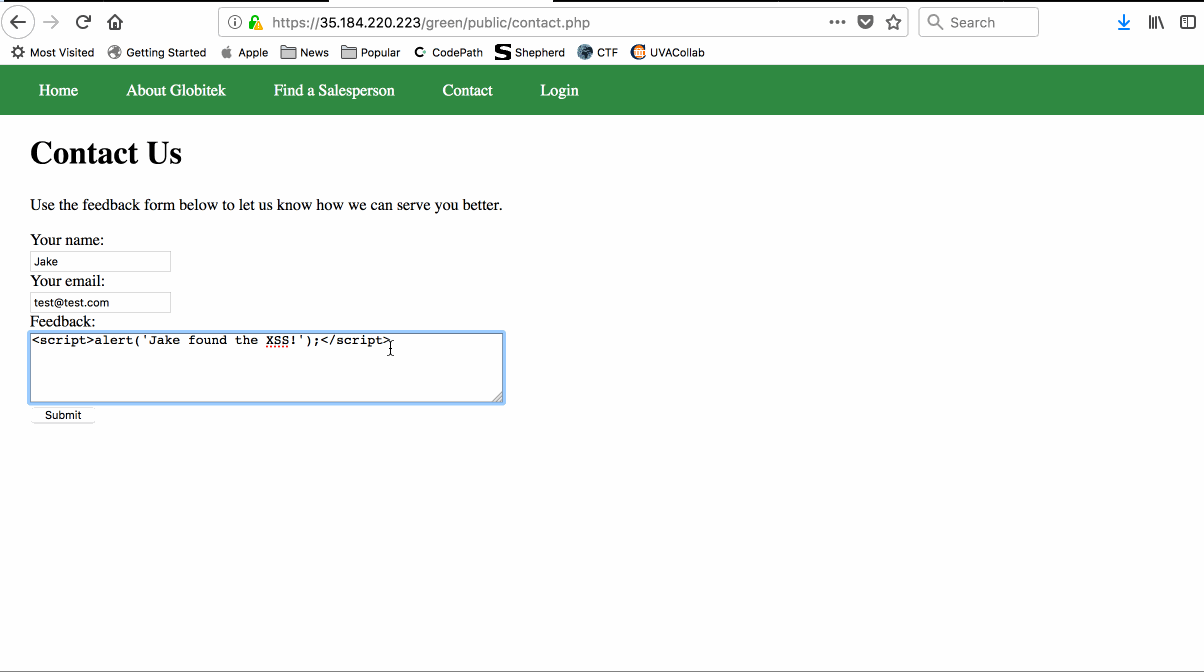 https://35.184.220.223/green/public/contact.php Search
Most Visited Getting Started Apple News Popular CodePath Shepherd CTF UVACollab
Home About Globitek Find a Salesperson Contact Login
Contact Us
Use the feedback form below to let us know how we can serve you better.
Your name:
Jake
Your email:
test@test.com
Feedback:
<script>alert('Jake found the XSS!');</script>
Submit